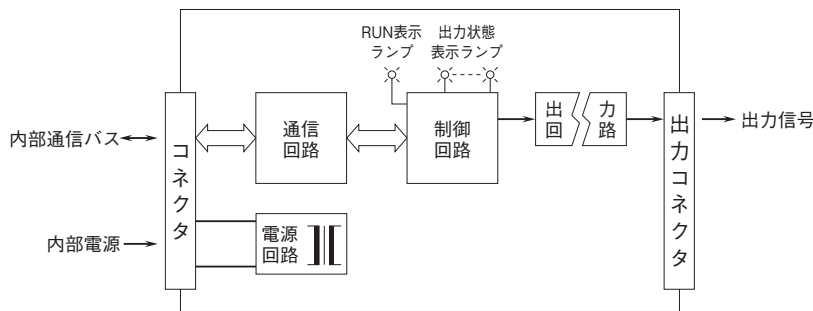 RUN表示
ランプ
出力状態
表示ランプ
内部通信バス
コネクタ
通信
回路
制御
回路
出力
回路
出力コネクタ
出力信号
内部電源
電源
回路